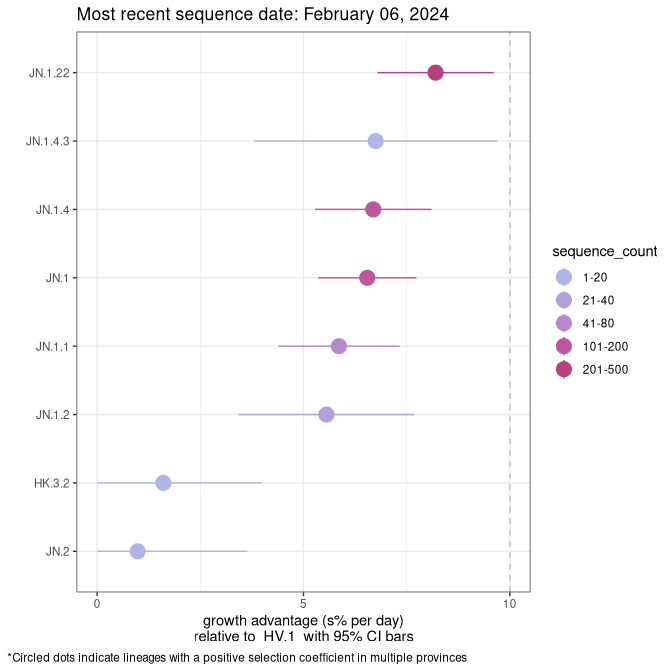 Most recent sequence date: February 06, 2024
JN.1.22
JN.1.4.3
JN.1.4
JN.1
JN.1.1
JN.1.2
HK.3.2
JN.2
0 5 10
growth advantage (s% per day)
relative to HV.1 with 95% CI bars
sequence_count
1-20
21-40
41-80
101-200
201-500
*Circled dots indicate lineages with a positive selection coefficient in multiple provinces